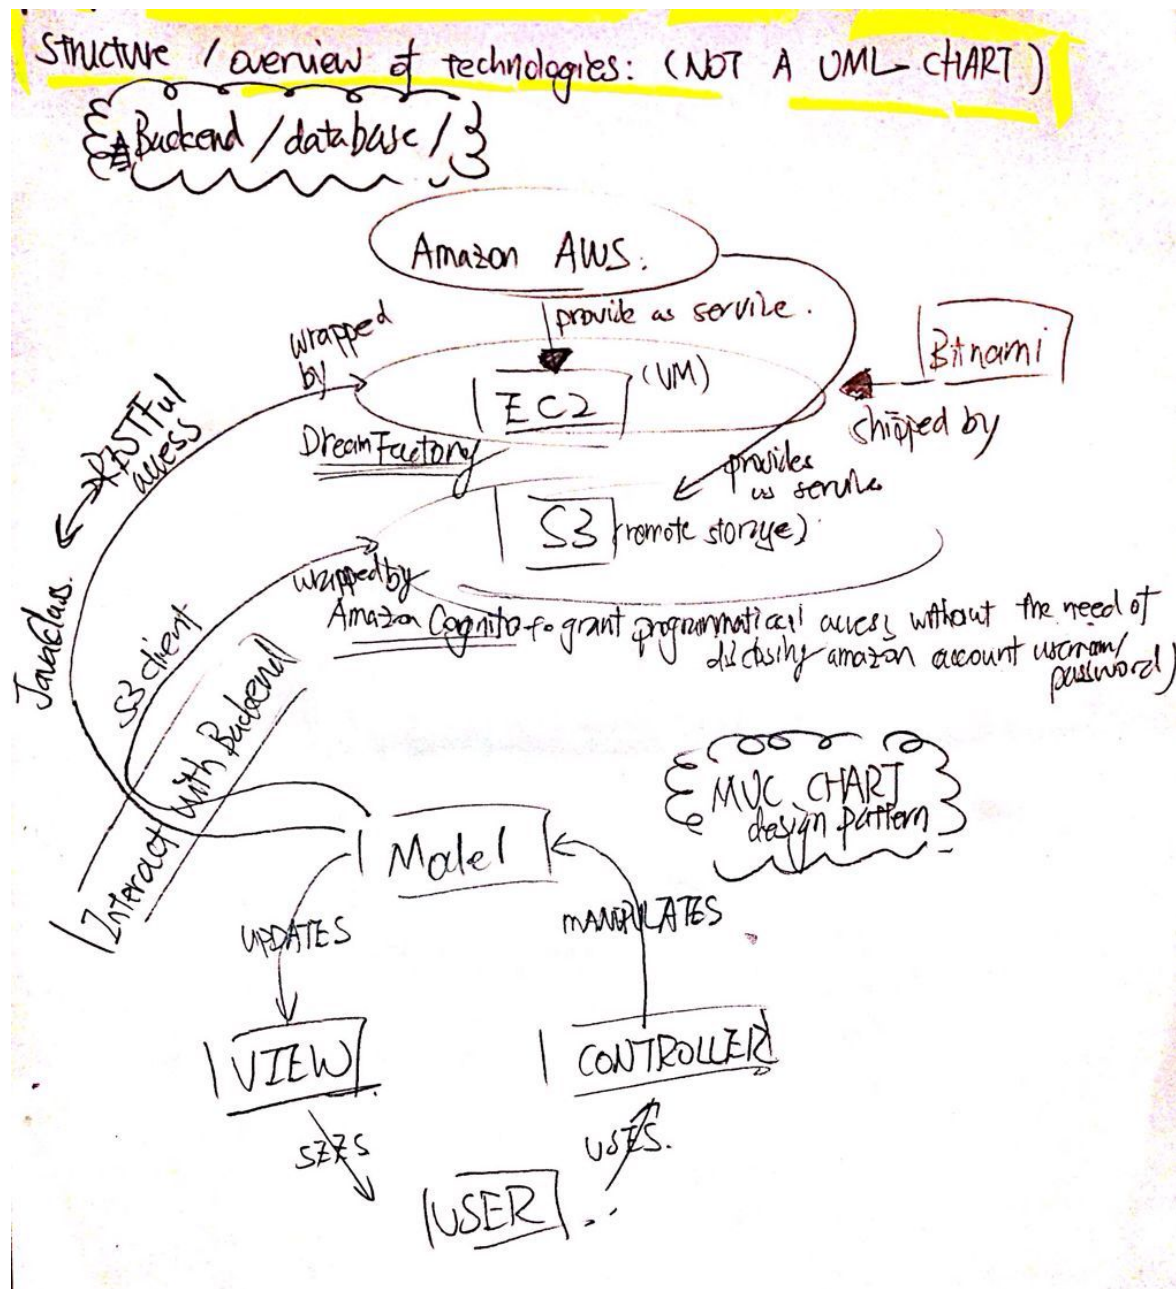 Structure / overview of technologies: (NOT A UML CHART)
Backend / database /
Amazon AWS.
provide as service.
wrapped
by
Bitnami
EC2
(VM)
shipped by
DreamFactory
RESTful
access
provides
as service
S3
(remote storage)
wrapped by
Amazon Cognito to grant programmatical access without the need of
disclosing amazon account username/
password)
Javaclass.
S3 client
Interact with Backend
MVC CHART
design pattern
Model
UPDATES
MANIPULATES
VIEW
CONTROLLER
SEES
USES.
USER